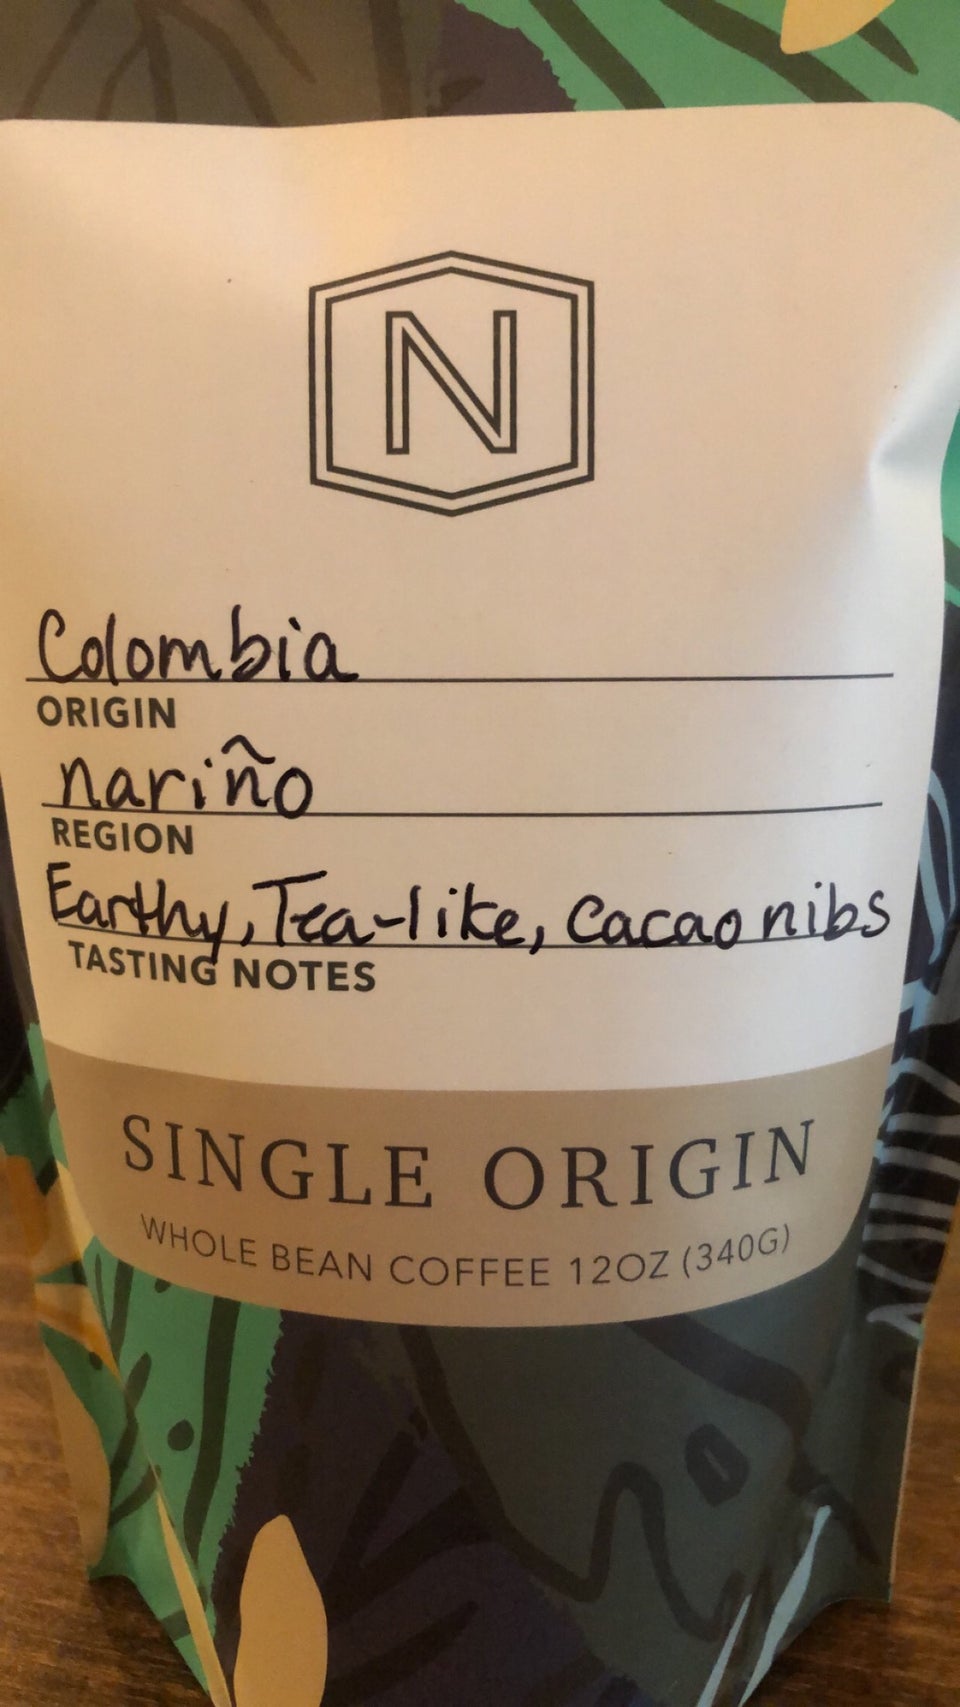 N
Colombia
ORIGIN
nariño
REGION
Earthy, Tea-like, Cacao nibs
TASTING NOTES
SINGLE ORIGIN
WHOLE BEAN COFFEE 12OZ (340G)